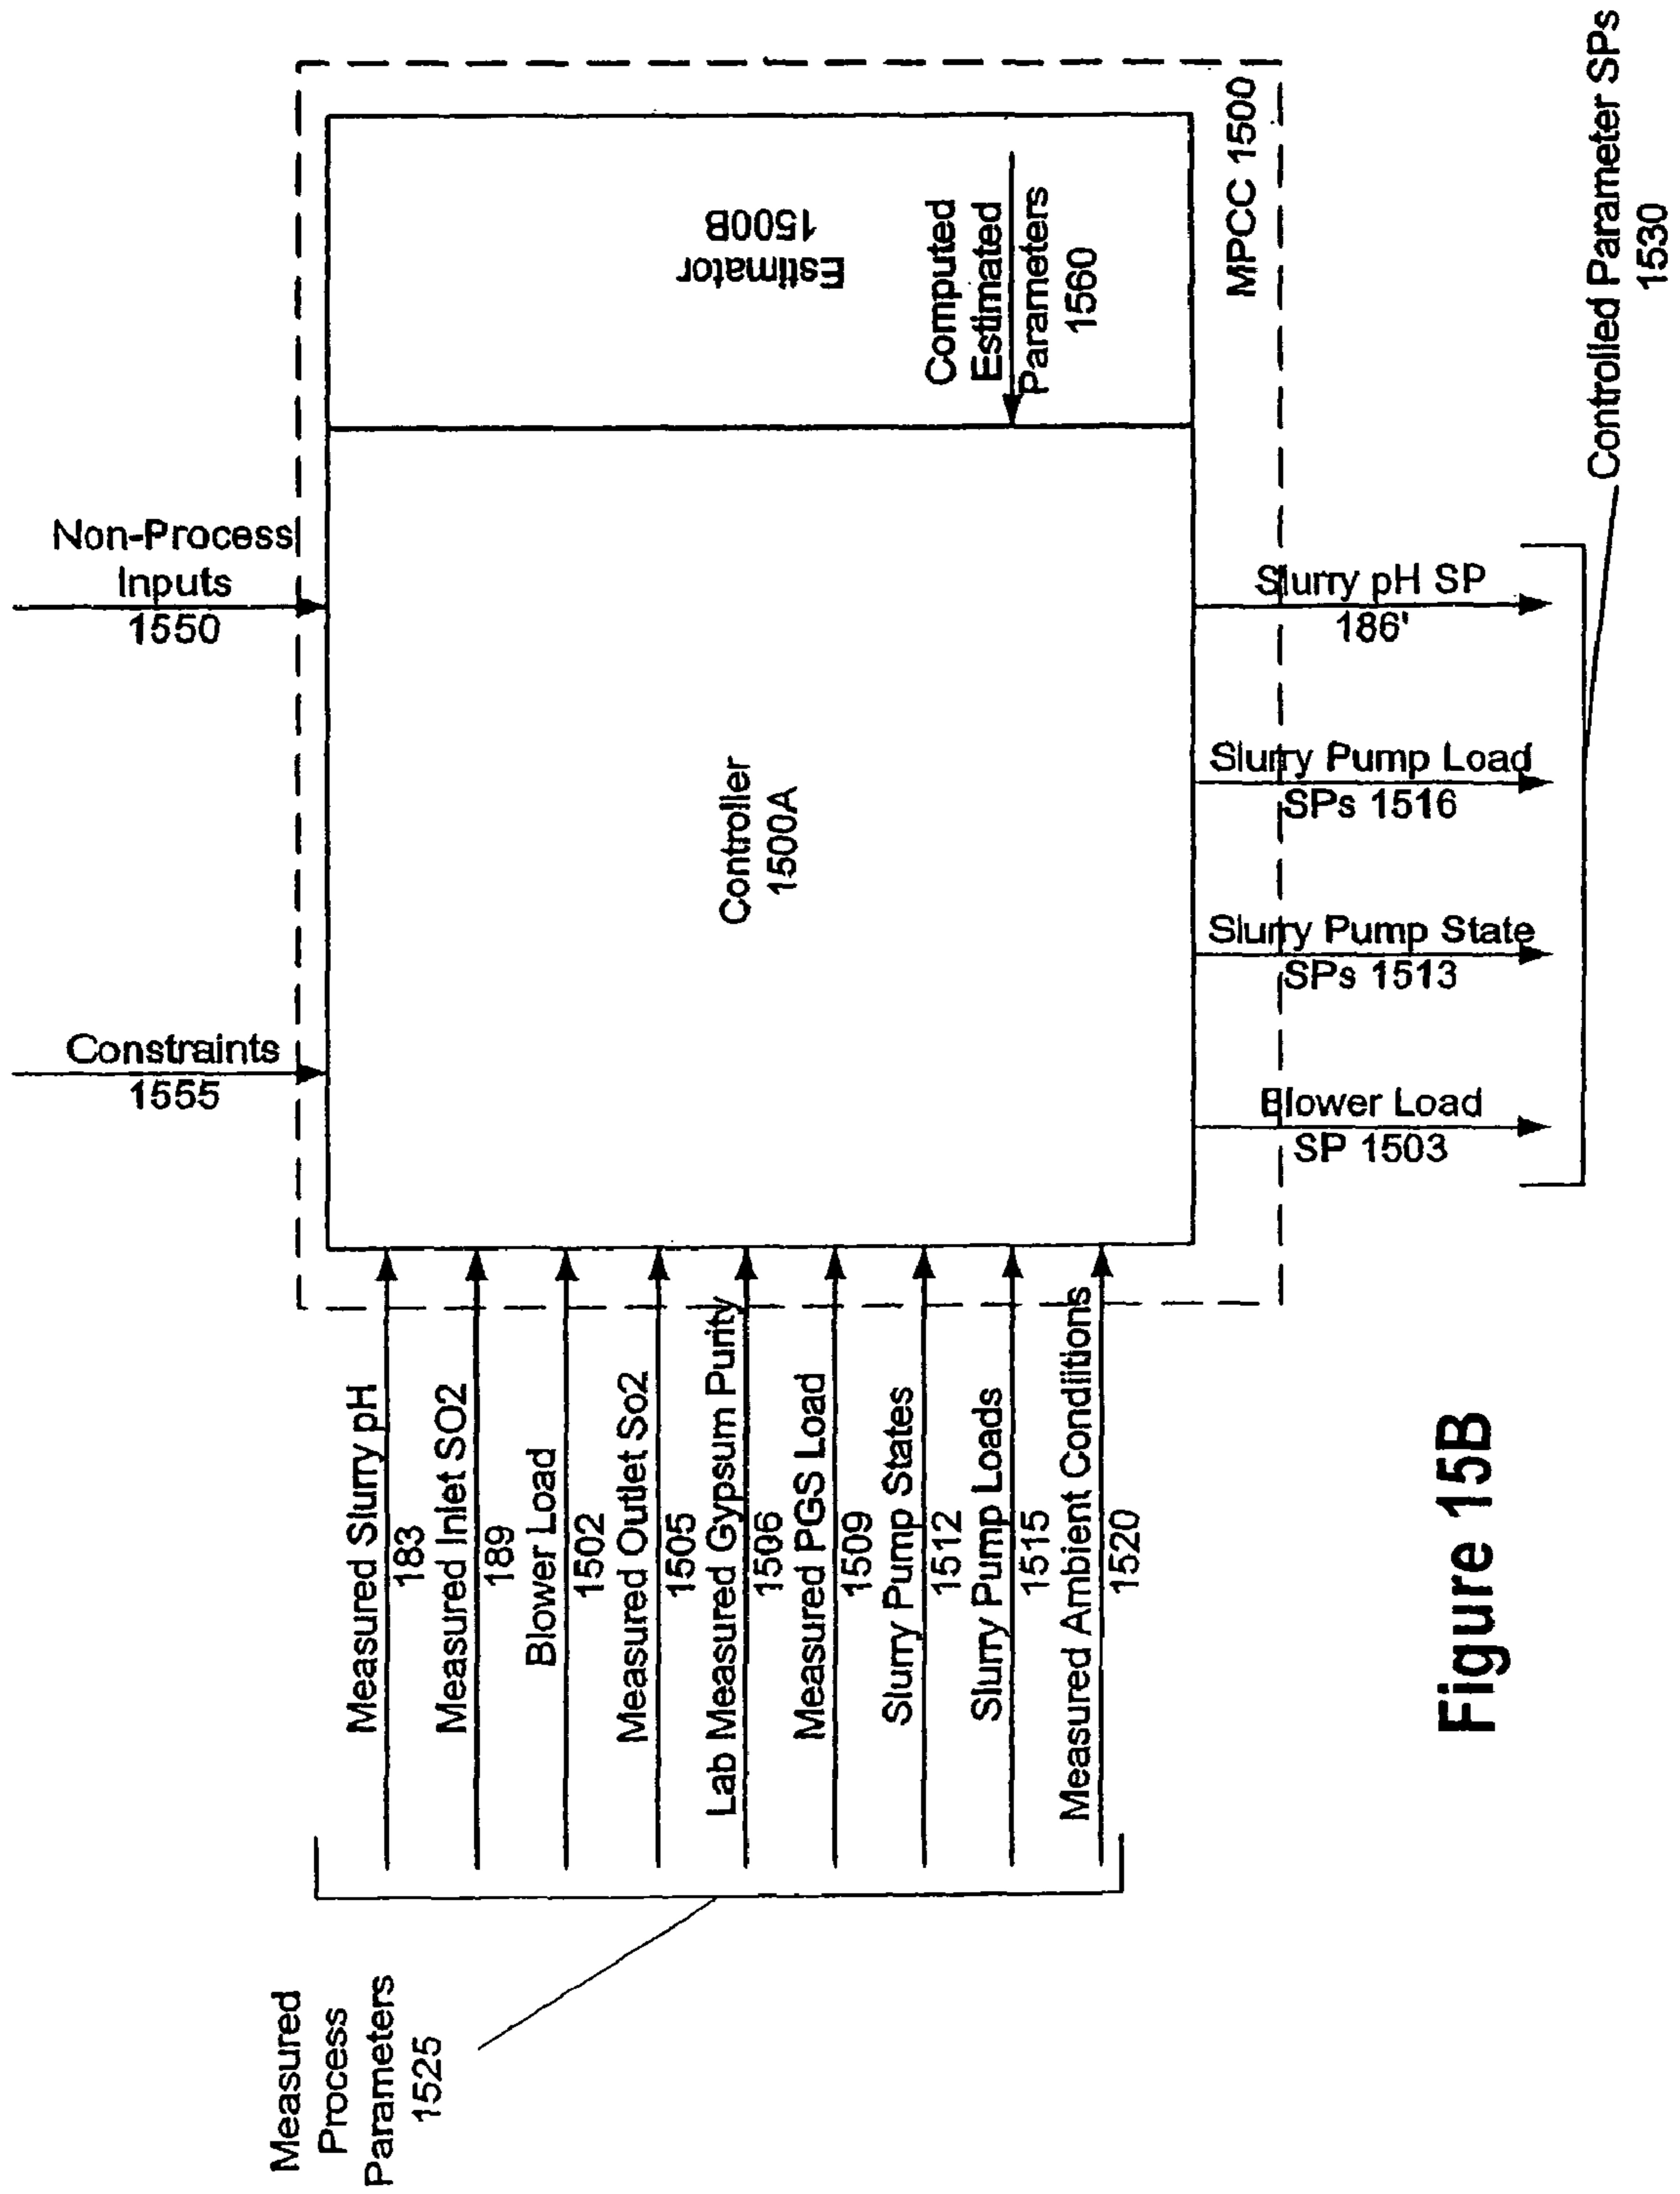 Non-Process
Inputs
1550
Constraints
1555
Measured
Process
Parameters
1525
Measured Slurry pH
183
Measured Inlet SO2
189
Blower Load
1502
Measured Outlet So2
1505
Lab Measured Gypsum Purity
1506
Measured PGS Load
1509
Slurry Pump States
1512
Slurry Pump Loads
1515
Measured Ambient Conditions
1520
Controller
1500A
Estimator
1500B
Computed
Estimated
Parameters
1560
MPCC 1500
Slurry pH SP
186'
Slurry Pump Load
SPs 1516
Slurry Pump State
SPs 1513
Blower Load
SP 1503
Controlled Parameter SPs
1530
Figure 15B